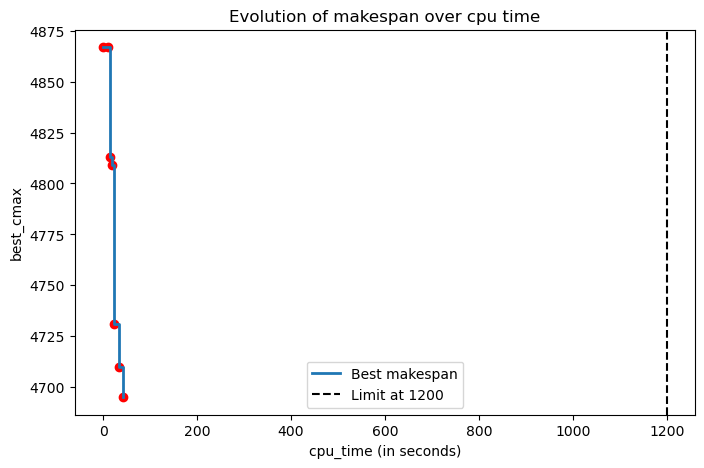 Evolution of makespan over cpu time
4875
4850
4825
4800
4775
4750
4725
4700
best_cmax
Best makespan
Limit at 1200
0 200 400 600 800 1000 1200
cpu_time (in seconds)